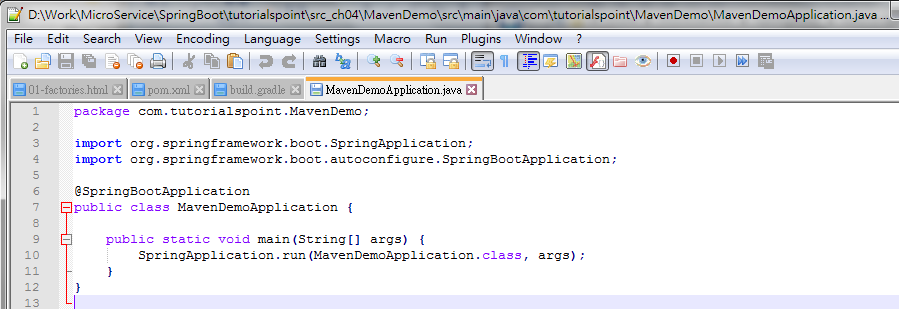 D:\Work\MicroService\SpringBoot\tutorialspoint\src_ch04\MavenDemo\src\main\java\com\tutorialspoint\MavenDemo\MavenDemoApplication.java ...
File Edit Search View Encoding Language Settings Macro Run Plugins Window ?
01-factories.html pom.xml build.gradle MavenDemoApplication.java
1 package com.tutorialspoint.MavenDemo;
2
3 import org.springframework.boot.SpringApplication;
4 import org.springframework.boot.autoconfigure.SpringBootApplication;
5
6 @SpringBootApplication
7 public class MavenDemoApplication {
8
9 public static void main(String[] args) {
10 SpringApplication.run(MavenDemoApplication.class, args);
11 }
12 }
13